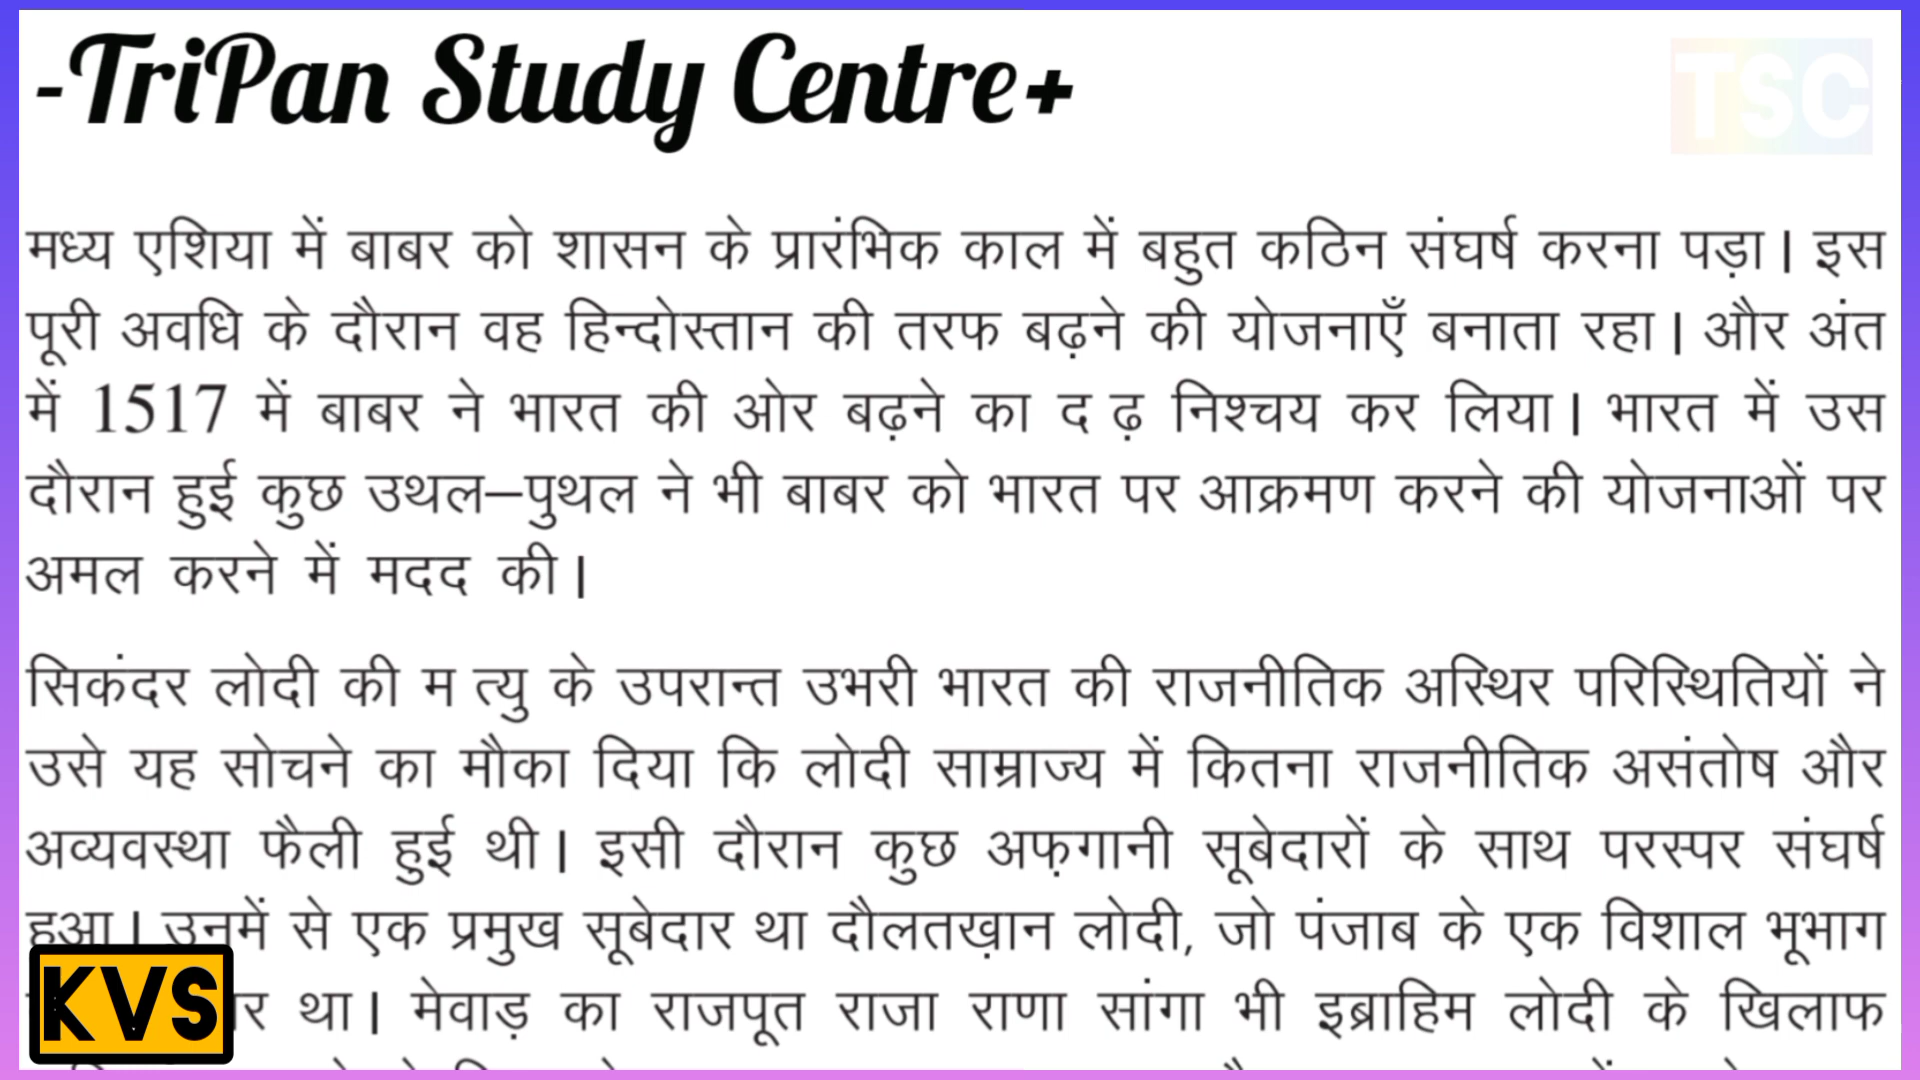 -TriPan Study Centre+
TSC
मध्य एशिया में बाबर को शासन के प्रारंभिक काल में बहुत कठिन संघर्ष करना पड़ा। इस
पूरी अवधि के दौरान वह हिन्दोस्तान की तरफ बढ़ने की योजनाएँ बनाता रहा। और अंत
में 1517 में बाबर ने भारत की ओर बढ़ने का द ढ़ निश्चय कर लिया। भारत में उस
दौरान हुई कुछ उथल–पुथल ने भी बाबर को भारत पर आक्रमण करने की योजनाओं पर
अमल करने में मदद की।
सिकंदर लोदी की म त्यु के उपरान्त उभरी भारत की राजनीतिक अस्थिर परिस्थितियों ने
उसे यह सोचने का मौका दिया कि लोदी साम्राज्य में कितना राजनीतिक असंतोष और
अव्यवस्था फैली हुई थी। इसी दौरान कुछ अफ़गानी सूबेदारों के साथ परस्पर संघर्ष
हुआ। उनमें से एक प्रमुख सूबेदार था दौलतख़ान लोदी, जो पंजाब के एक विशाल भूभाग
था। मेवाड़ का राजपूत राजा राणा सांगा भी इब्राहिम लोदी के खिलाफ
KVS